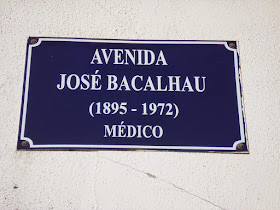 AVENIDA
JOSÉ BACALHAU
(1895 - 1972)
MÉDICO